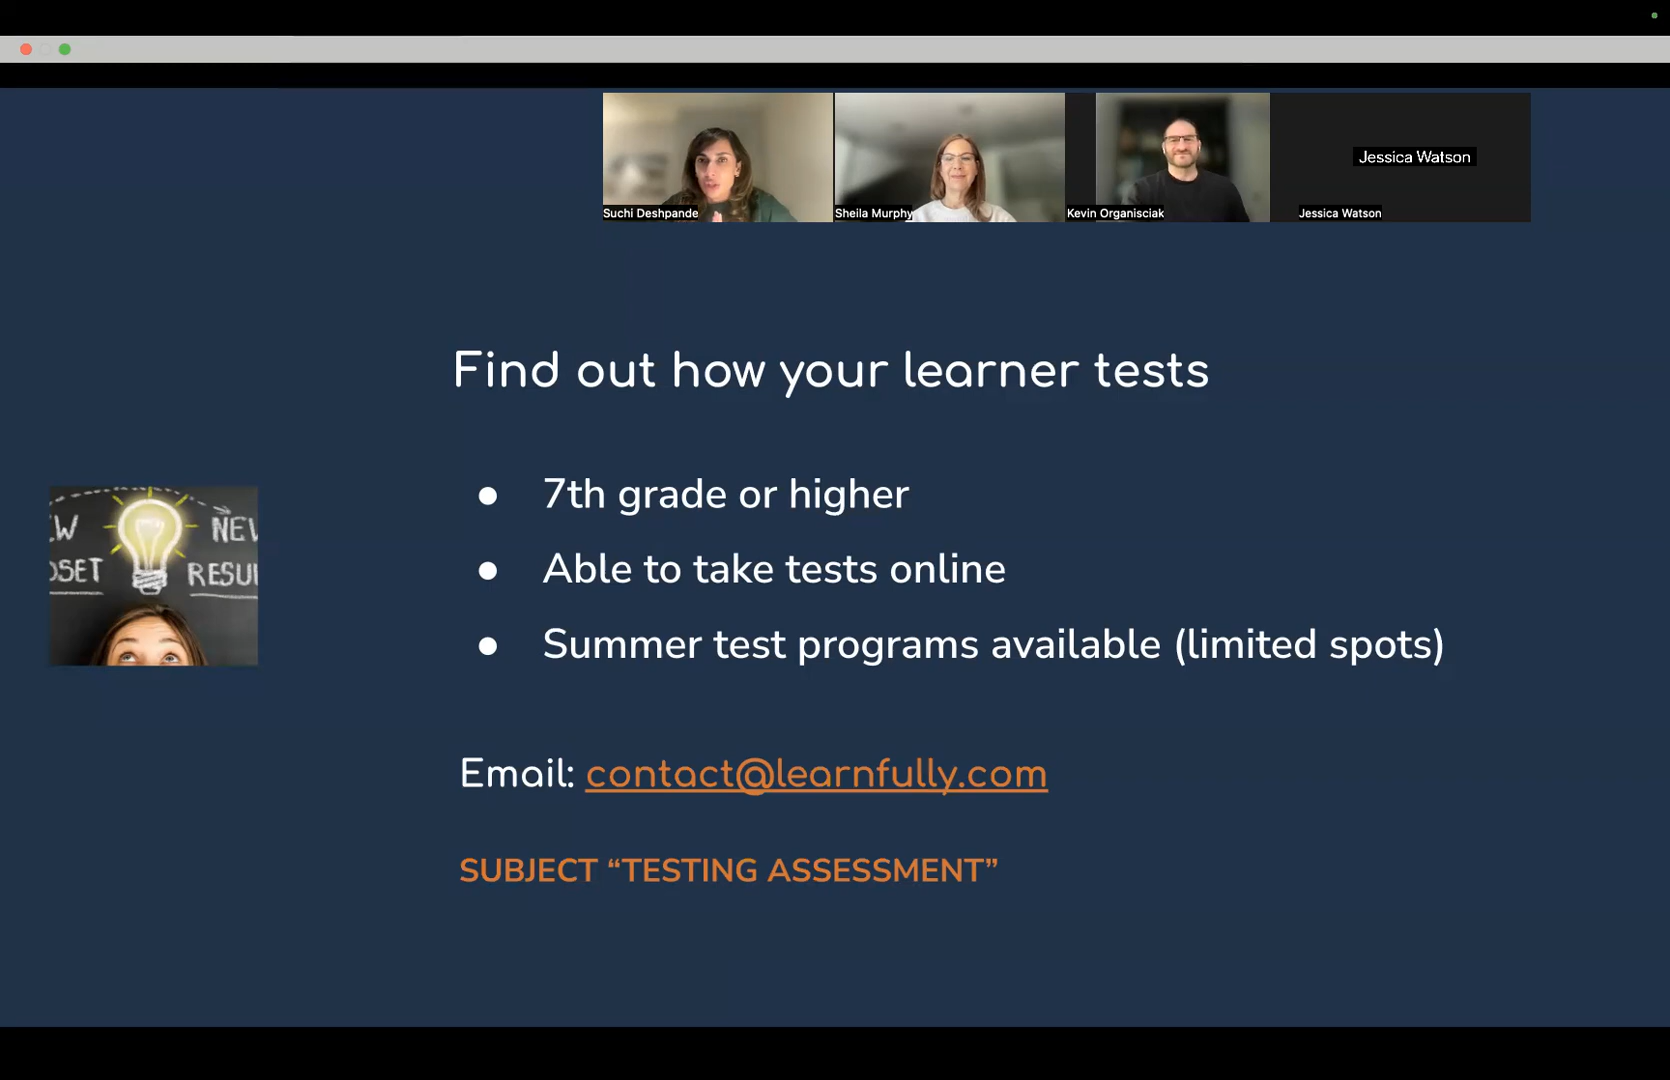 Jessica Watson
Suchi Deshpande
Sheila Murphy
Kevin Organisciak
Jessica Watson
Find out how your learner tests
● 7th grade or higher
● Able to take tests online
● Summer test programs available (limited spots)
Email: contact@learnfully.com
SUBJECT “TESTING ASSESSMENT”